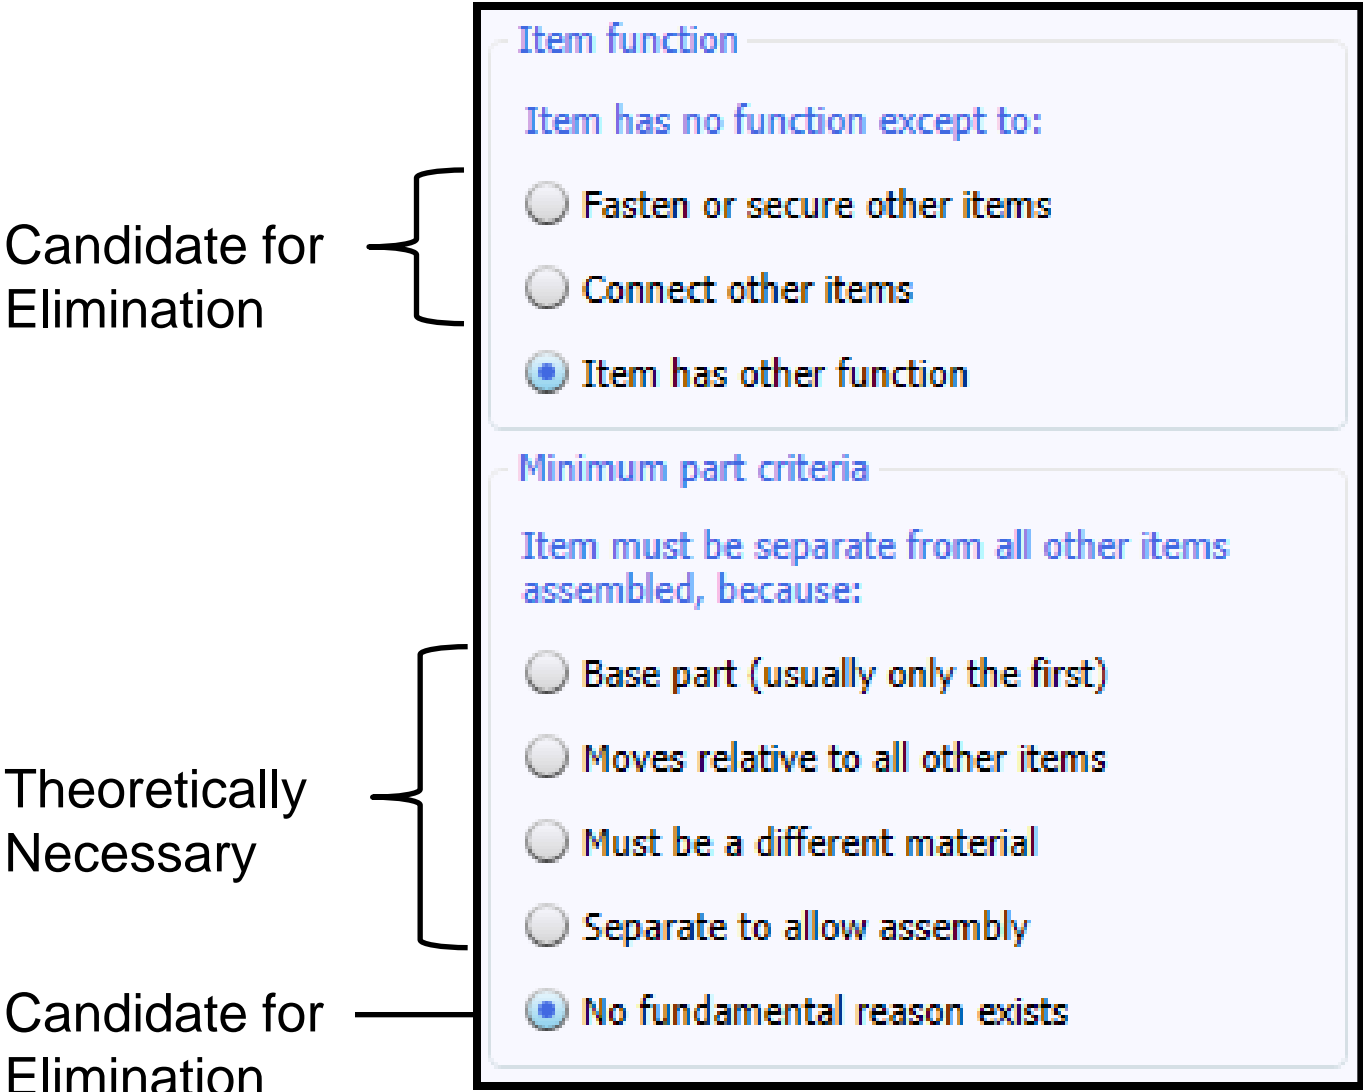 Item function
Item has no function except to:
Candidate for
Elimination
Fasten or secure other items
Connect other items
Item has other function
Minimum part criteria
Item must be separate from all other items
assembled, because:
Theoretically
Necessary
Base part (usually only the first)
Moves relative to all other items
Must be a different material
Separate to allow assembly
Candidate for
Elimination
No fundamental reason exists